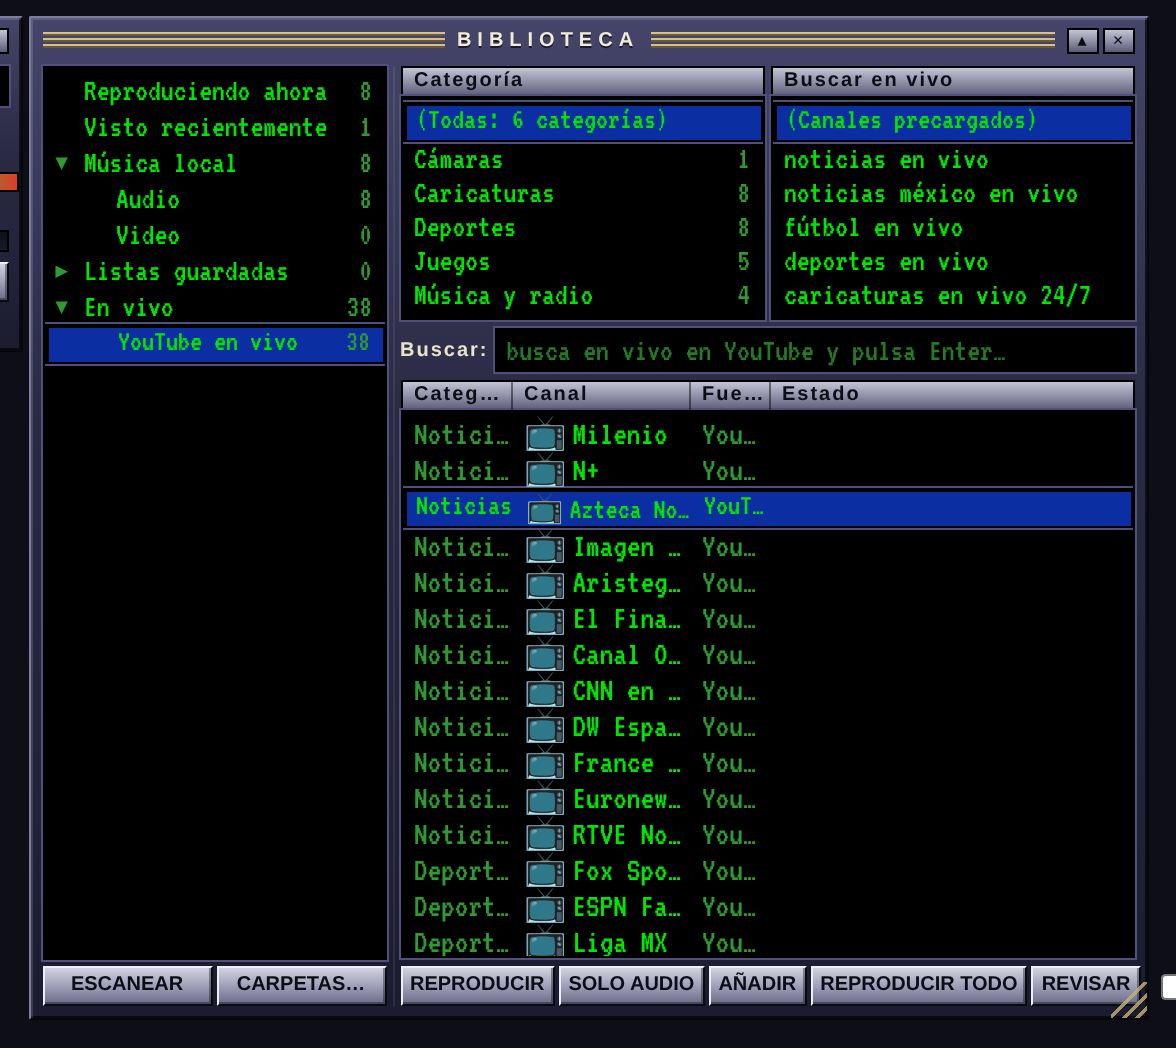 BIBLIOTECA
Reproduciendo ahora 8
Visto recientemente 1
▼ Música local 8
Audio 8
Video 0
▶ Listas guardadas 0
▼ En vivo 38
YouTube en vivo 38
Categoría
(Todas: 6 categorías)
Cámaras 1
Caricaturas 8
Deportes 8
Juegos 5
Música y radio 4
Buscar en vivo
(Canales precargados)
noticias en vivo
noticias méxico en vivo
fútbol en vivo
deportes en vivo
caricaturas en vivo 24/7
Buscar: busca en vivo en YouTube y pulsa Enter…
Categ… Canal Fue… Estado
Notici… Milenio You…
Notici… N+ You…
Noticias Azteca No… YouT…
Notici… Imagen … You…
Notici… Aristeg… You…
Notici… El Fina… You…
Notici… Canal O… You…
Notici… CNN en … You…
Notici… DW Espa… You…
Notici… France … You…
Notici… Euronew… You…
Notici… RTVE No… You…
Deport… Fox Spo… You…
Deport… ESPN Fa… You…
Deport… Liga MX You…
ESCANEAR CARPETAS… REPRODUCIR SOLO AUDIO AÑADIR REPRODUCIR TODO REVISAR